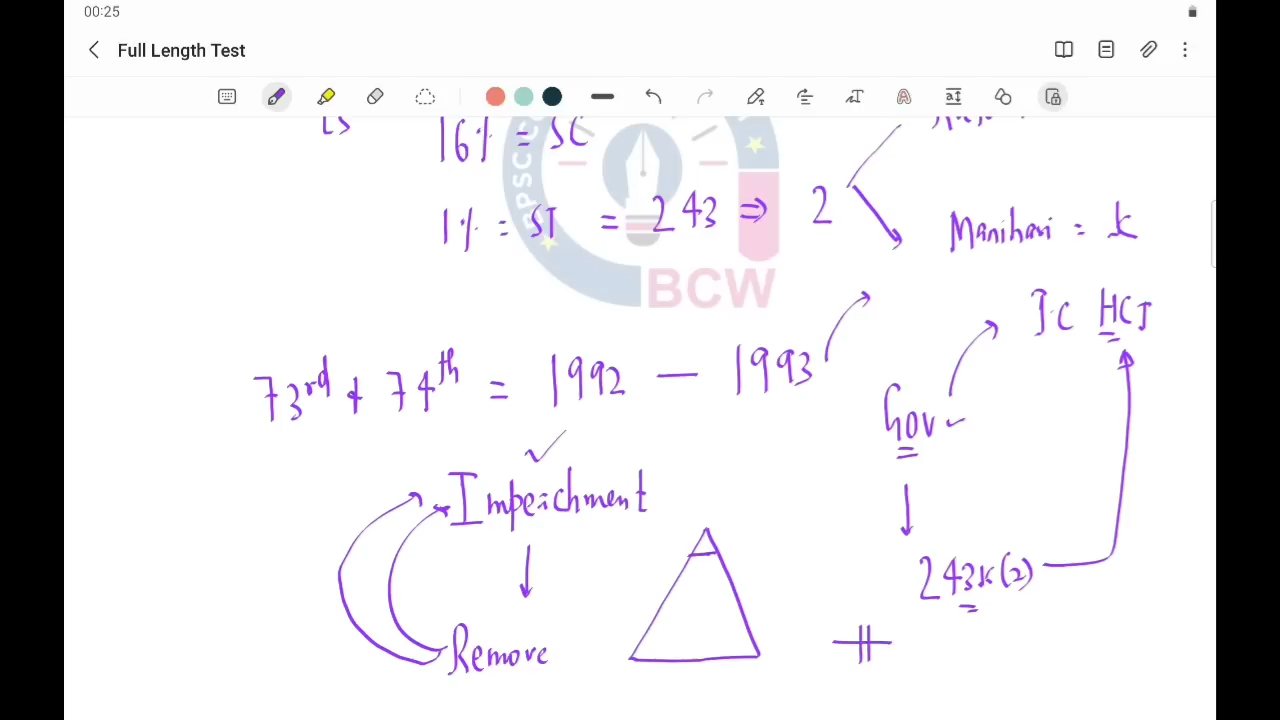 00:25
Full Length Test
16% = SC
1% = ST = 243 ⇒ 2
Manihari = k
BPSC
BCW
J.C HCJ
73rd + 74th = 1992 — 1993
Gov
Impeachment
243K(2)
Remove